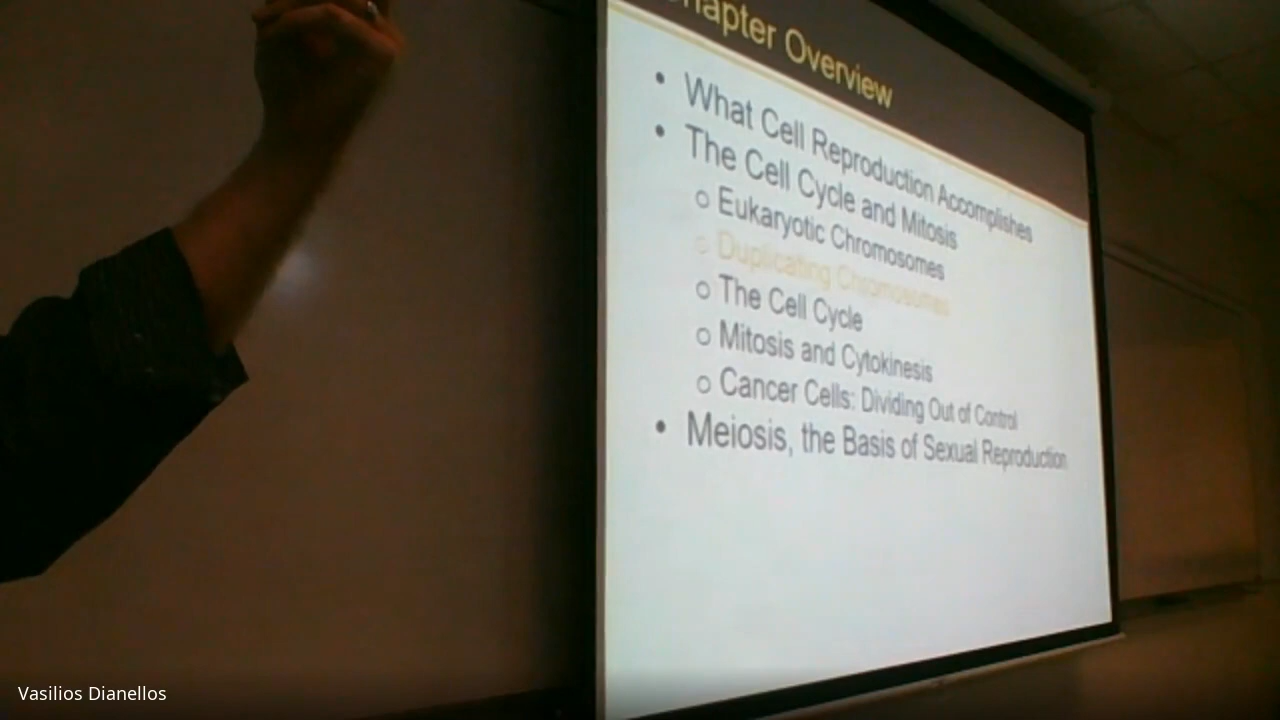 Chapter Overview
• What Cell Reproduction Accomplishes
• The Cell Cycle and Mitosis
o Eukaryotic Chromosomes
o Duplicating Chromosomes
o The Cell Cycle
o Mitosis and Cytokinesis
o Cancer Cells: Dividing Out of Control
• Meiosis, the Basis of Sexual Reproduction
Vasilios Dianellos